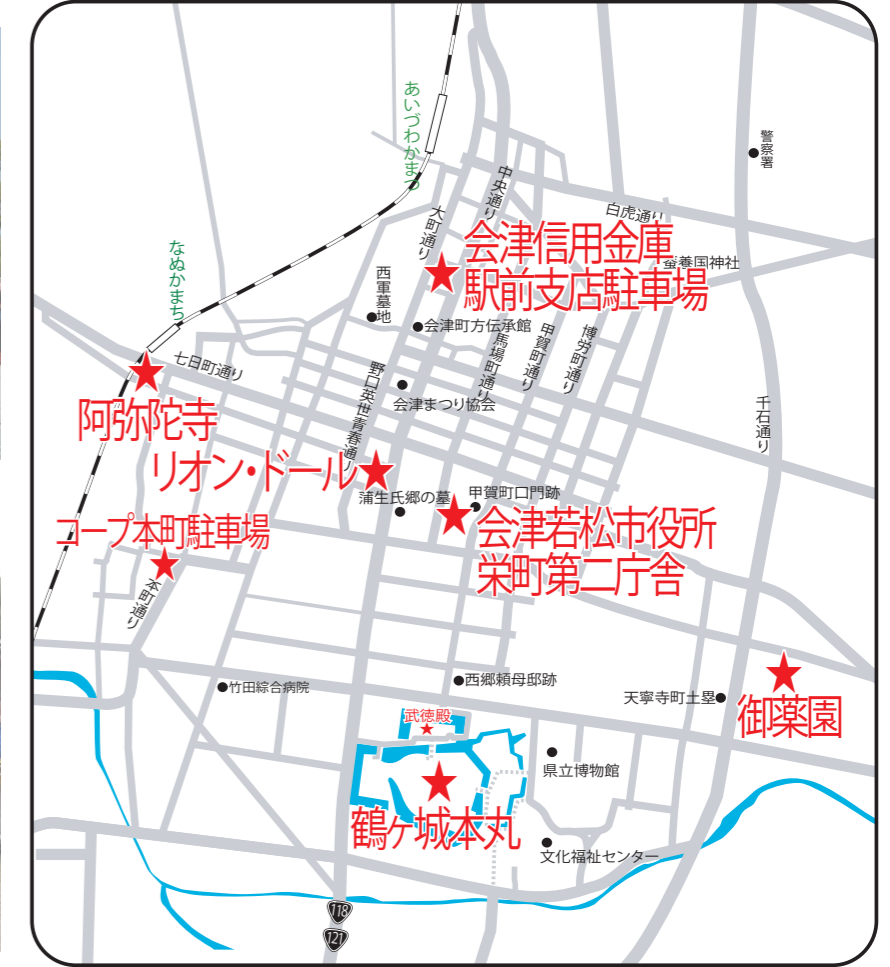 あいづわかまつ
警察署
中央通り
大町通り
白虎通り
会津信用金庫
駅前支店駐車場
蚕養国神社
なぬかまち
西軍墓地
会津町方伝承館
馬場町通り
甲賀町通り
博労町通り
七日町通り
野口英世青春通り
会津まつり協会
千石通り
阿弥陀寺
リオン・ドール
蒲生氏郷の墓
甲賀町口門跡
会津若松市役所
栄町第二庁舎
コープ本町駐車場
本町通り
竹田綜合病院
西郷頼母邸跡
天寧寺町土塁
御薬園
武徳殿
県立博物館
鶴ヶ城本丸
文化福祉センター
118
121